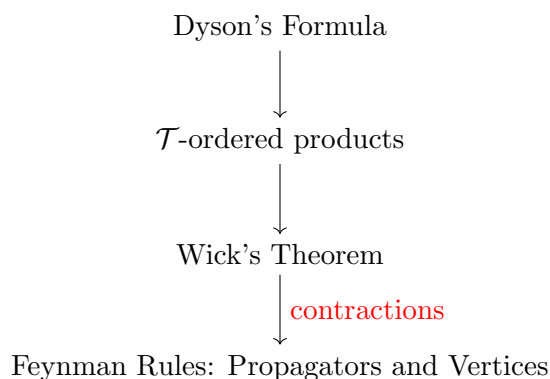 Dyson's Formula
𝒯-ordered products
Wick's Theorem
contractions
Feynman Rules: Propagators and Vertices